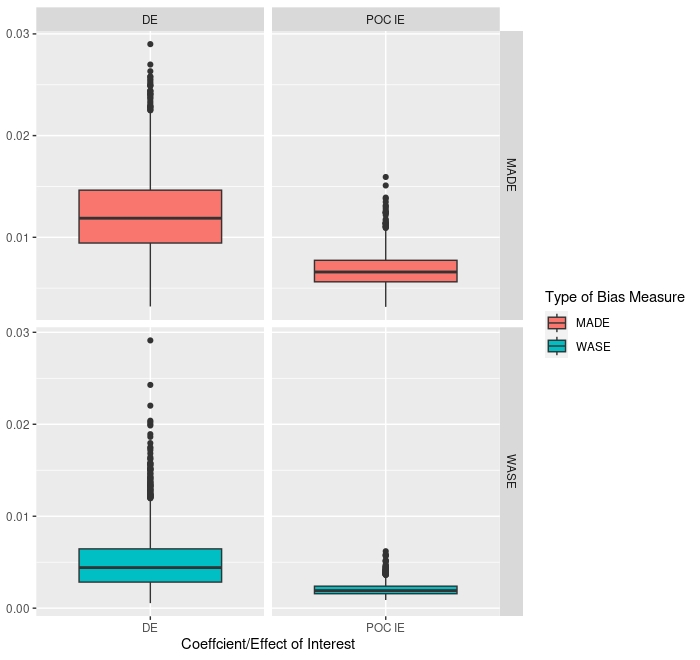 DE
POC IE
0.03
0.02
0.01
MADE
0.03
0.02
0.01
0.00
WASE
DE
POC IE
Coeffcient/Effect of Interest
Type of Bias Measure
MADE
WASE